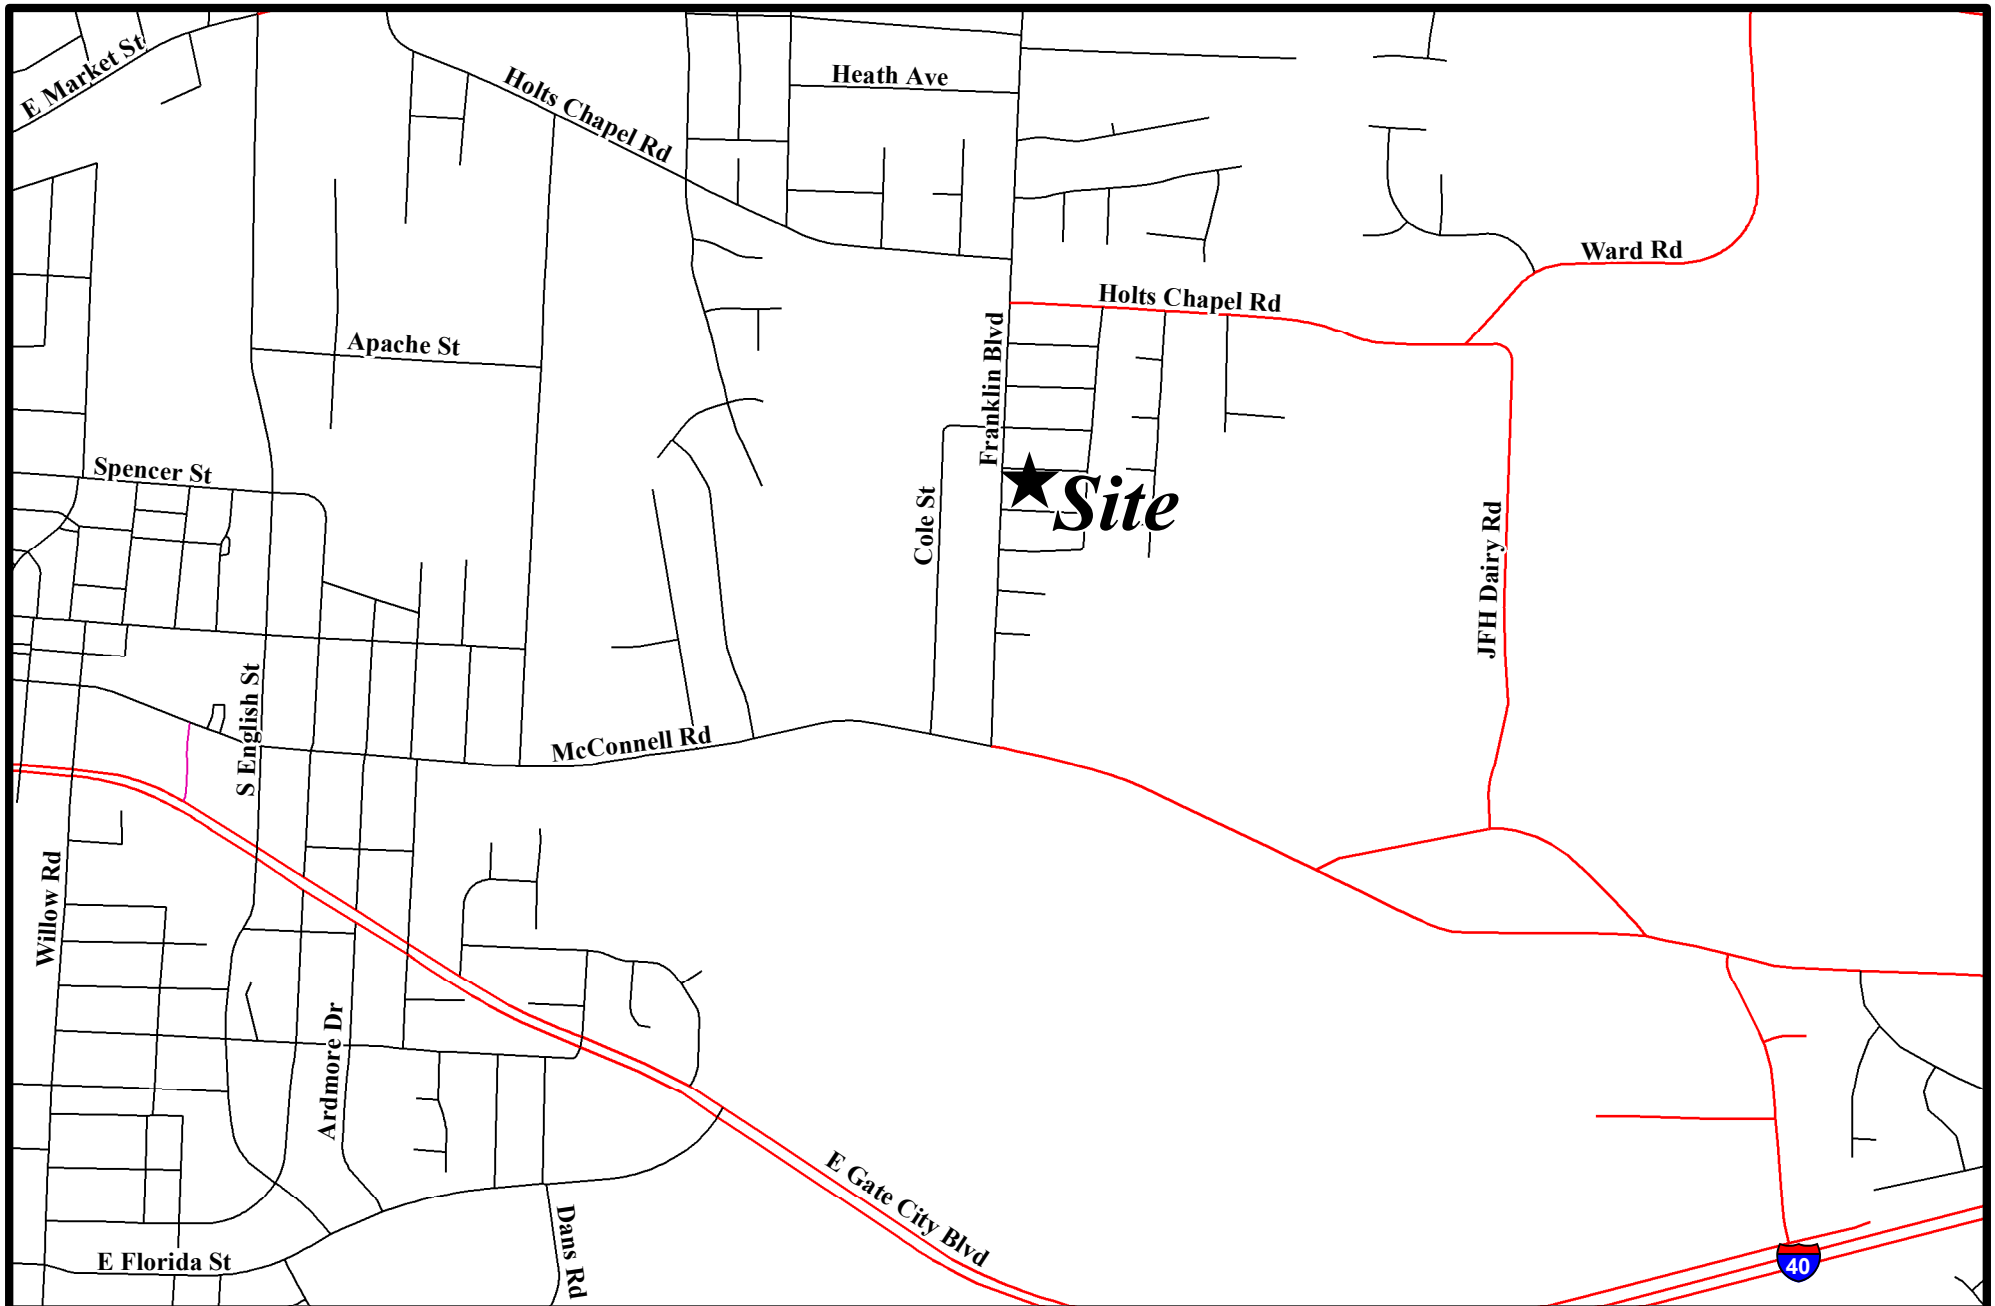 E Market St
Holts Chapel Rd
Heath Ave
Ward Rd
Holts Chapel Rd
Apache St
Franklin Blvd
Spencer St
Site
Cole St
JFH Dairy Rd
S English St
McConnell Rd
Willow Rd
Ardmore Dr
E Gate City Blvd
Dans Rd
E Florida St
40